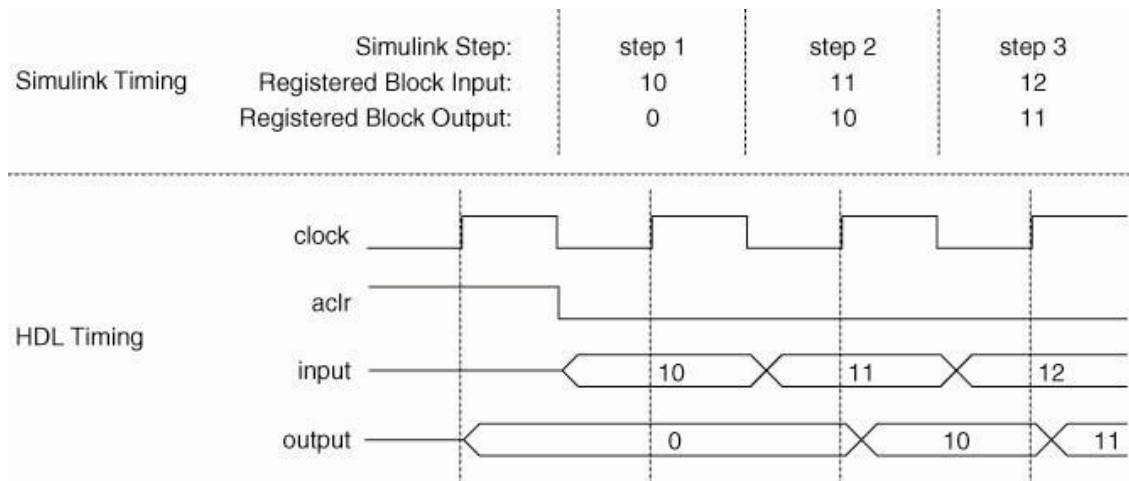 Simulink Step: step 1 step 2 step 3
Simulink Timing Registered Block Input: 10 11 12
Registered Block Output: 0 10 11
clock
aclr
HDL Timing
input 10 11 12
output 0 10 11